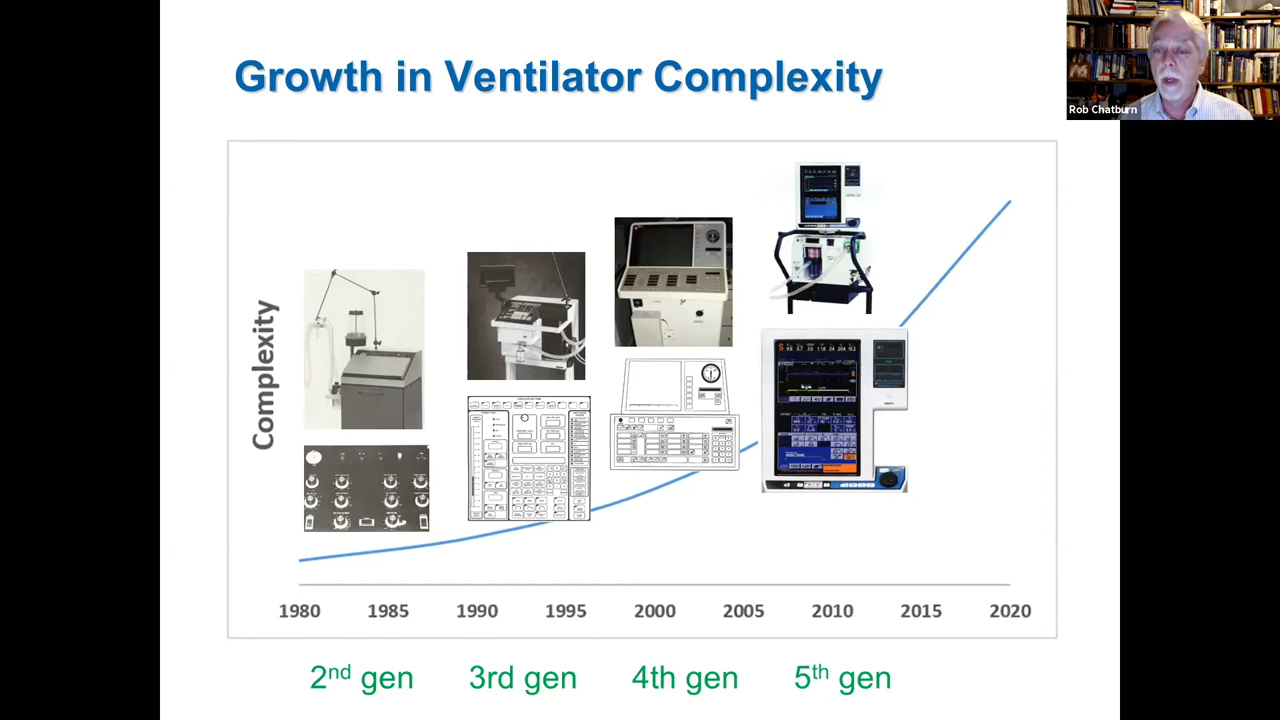 Growth in Ventilator Complexity
Rob Chatburn
Complexity
1980 1985 1990 1995 2000 2005 2010 2015 2020
2nd gen 3rd gen 4th gen 5th gen